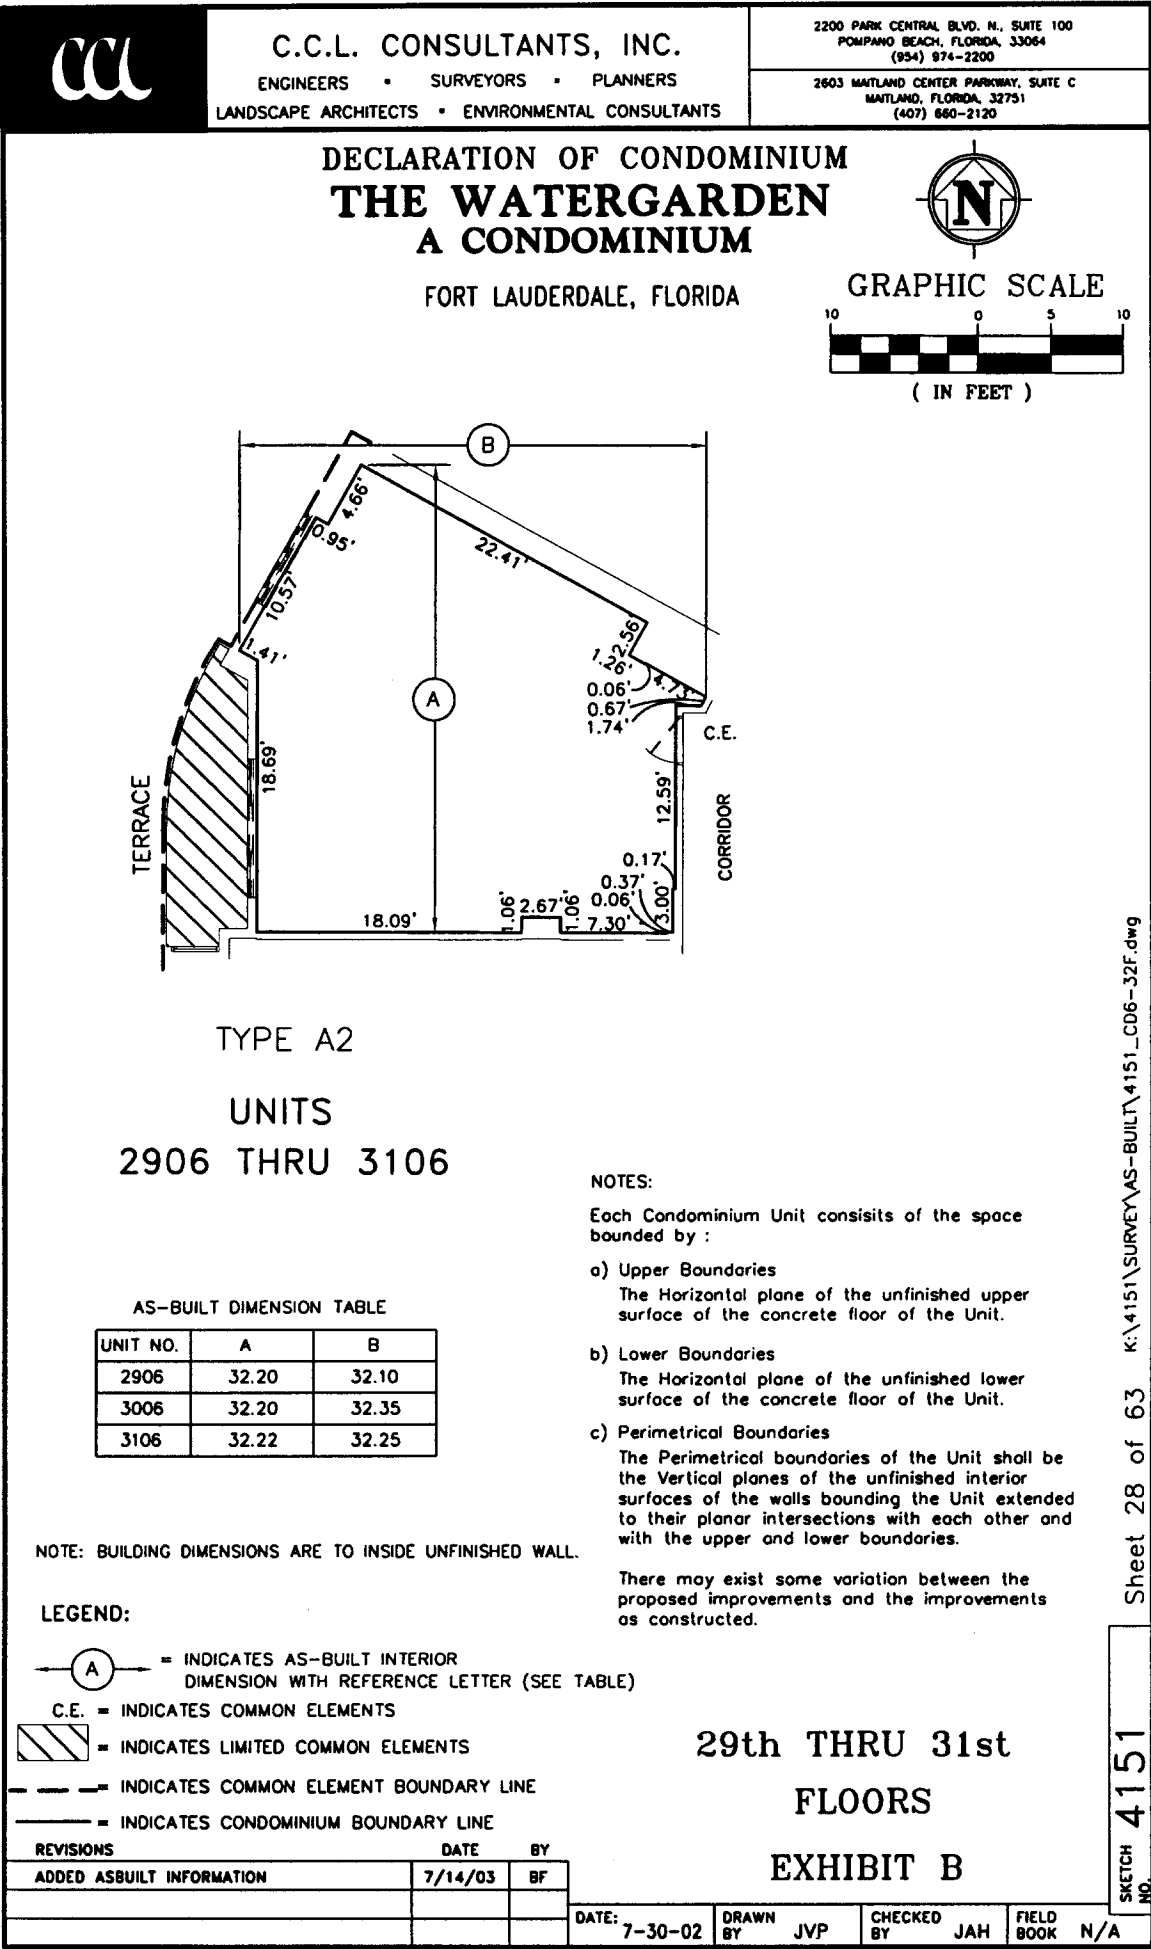 CCL
C.C.L. CONSULTANTS, INC.
ENGINEERS • SURVEYORS • PLANNERS
LANDSCAPE ARCHITECTS • ENVIRONMENTAL CONSULTANTS
2200 PARK CENTRAL BLVD. N., SUITE 100
POMPANO BEACH, FLORIDA, 33064
(954) 974-2200
2603 MAITLAND CENTER PARKWAY, SUITE C
MAITLAND, FLORIDA, 32751
(407) 660-2120
DECLARATION OF CONDOMINIUM
THE WATERGARDEN
A CONDOMINIUM
FORT LAUDERDALE, FLORIDA
N
GRAPHIC SCALE
10 0 5 10
( IN FEET )
B
4.66'
0.95'
22.41'
10.57'
1.41'
2.56'
1.26'
4.73'
0.06'
0.67'
1.74'
A
C.E.
18.69'
TERRACE
12.59'
CORRIDOR
0.17'
0.37'
0.06'
3.00'
18.09'
1.06'
2.67'
1.06'
7.30'
TYPE A2
UNITS
2906 THRU 3106
AS-BUILT DIMENSION TABLE
UNIT NO. A B
2906 32.20 32.10
3006 32.20 32.35
3106 32.22 32.25
NOTE: BUILDING DIMENSIONS ARE TO INSIDE UNFINISHED WALL.
NOTES:
Each Condominium Unit consisits of the space
bounded by :
a) Upper Boundaries
The Horizontal plane of the unfinished upper
surface of the concrete floor of the Unit.
b) Lower Boundaries
The Horizontal plane of the unfinished lower
surface of the concrete floor of the Unit.
c) Perimetrical Boundaries
The Perimetrical boundaries of the Unit shall be
the Vertical planes of the unfinished interior
surfaces of the walls bounding the Unit extended
to their planar intersections with each other and
with the upper and lower boundaries.
There may exist some variation between the
proposed improvements and the improvements
as constructed.
LEGEND:
A = INDICATES AS-BUILT INTERIOR
DIMENSION WITH REFERENCE LETTER (SEE TABLE)
C.E. = INDICATES COMMON ELEMENTS
= INDICATES LIMITED COMMON ELEMENTS
= INDICATES COMMON ELEMENT BOUNDARY LINE
= INDICATES CONDOMINIUM BOUNDARY LINE
29th THRU 31st
FLOORS
EXHIBIT B
REVISIONS DATE BY
ADDED ASBUILT INFORMATION 7/14/03 BF
DATE: 7-30-02
DRAWN BY JVP
CHECKED BY JAH
FIELD BOOK N/A
K:\4151\SURVEY\AS-BUILT\4151_CD6-32F.dwg
Sheet 28 of 63
SKETCH NO. 4151